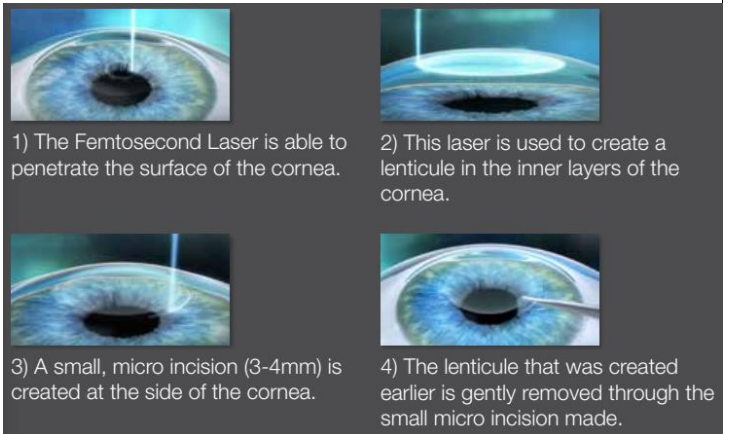 1) The Femtosecond Laser is able to
penetrate the surface of the cornea.
2) This laser is used to create a
lenticule in the inner layers of the
cornea.
3) A small, micro incision (3-4mm) is
created at the side of the cornea.
4) The lenticule that was created
earlier is gently removed through the
small micro incision made.